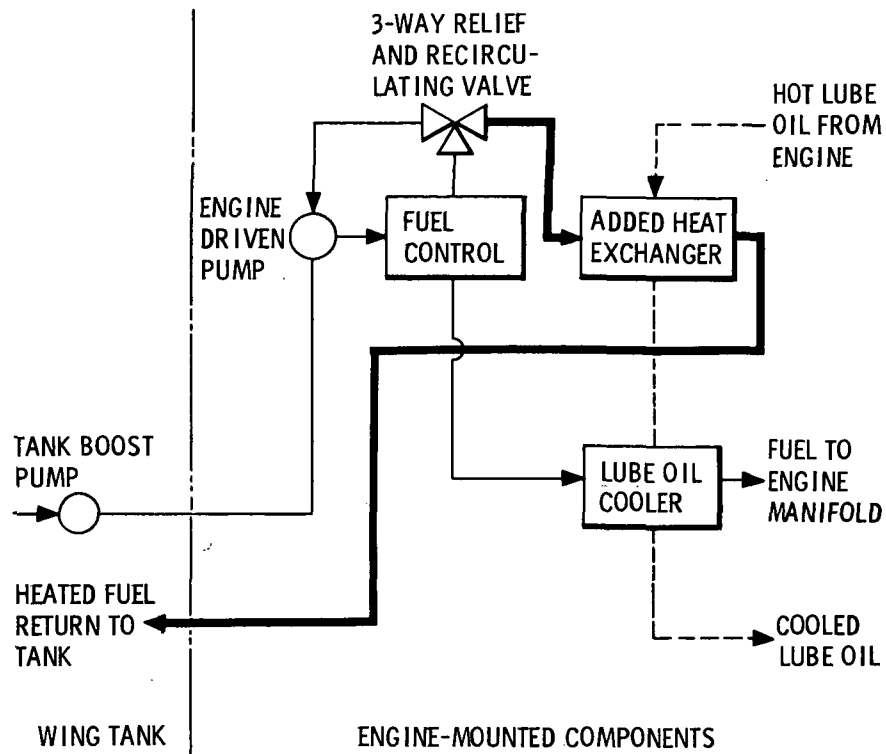 3-WAY RELIEF
AND RECIRCU-
LATING VALVE
HOT LUBE
OIL FROM
ENGINE
ENGINE
DRIVEN
PUMP
FUEL
CONTROL
ADDED HEAT
EXCHANGER
TANK BOOST
PUMP
LUBE OIL
COOLER
FUEL TO
ENGINE
MANIFOLD
HEATED FUEL
RETURN TO
TANK
COOLED
LUBE OIL
WING TANK
ENGINE-MOUNTED COMPONENTS